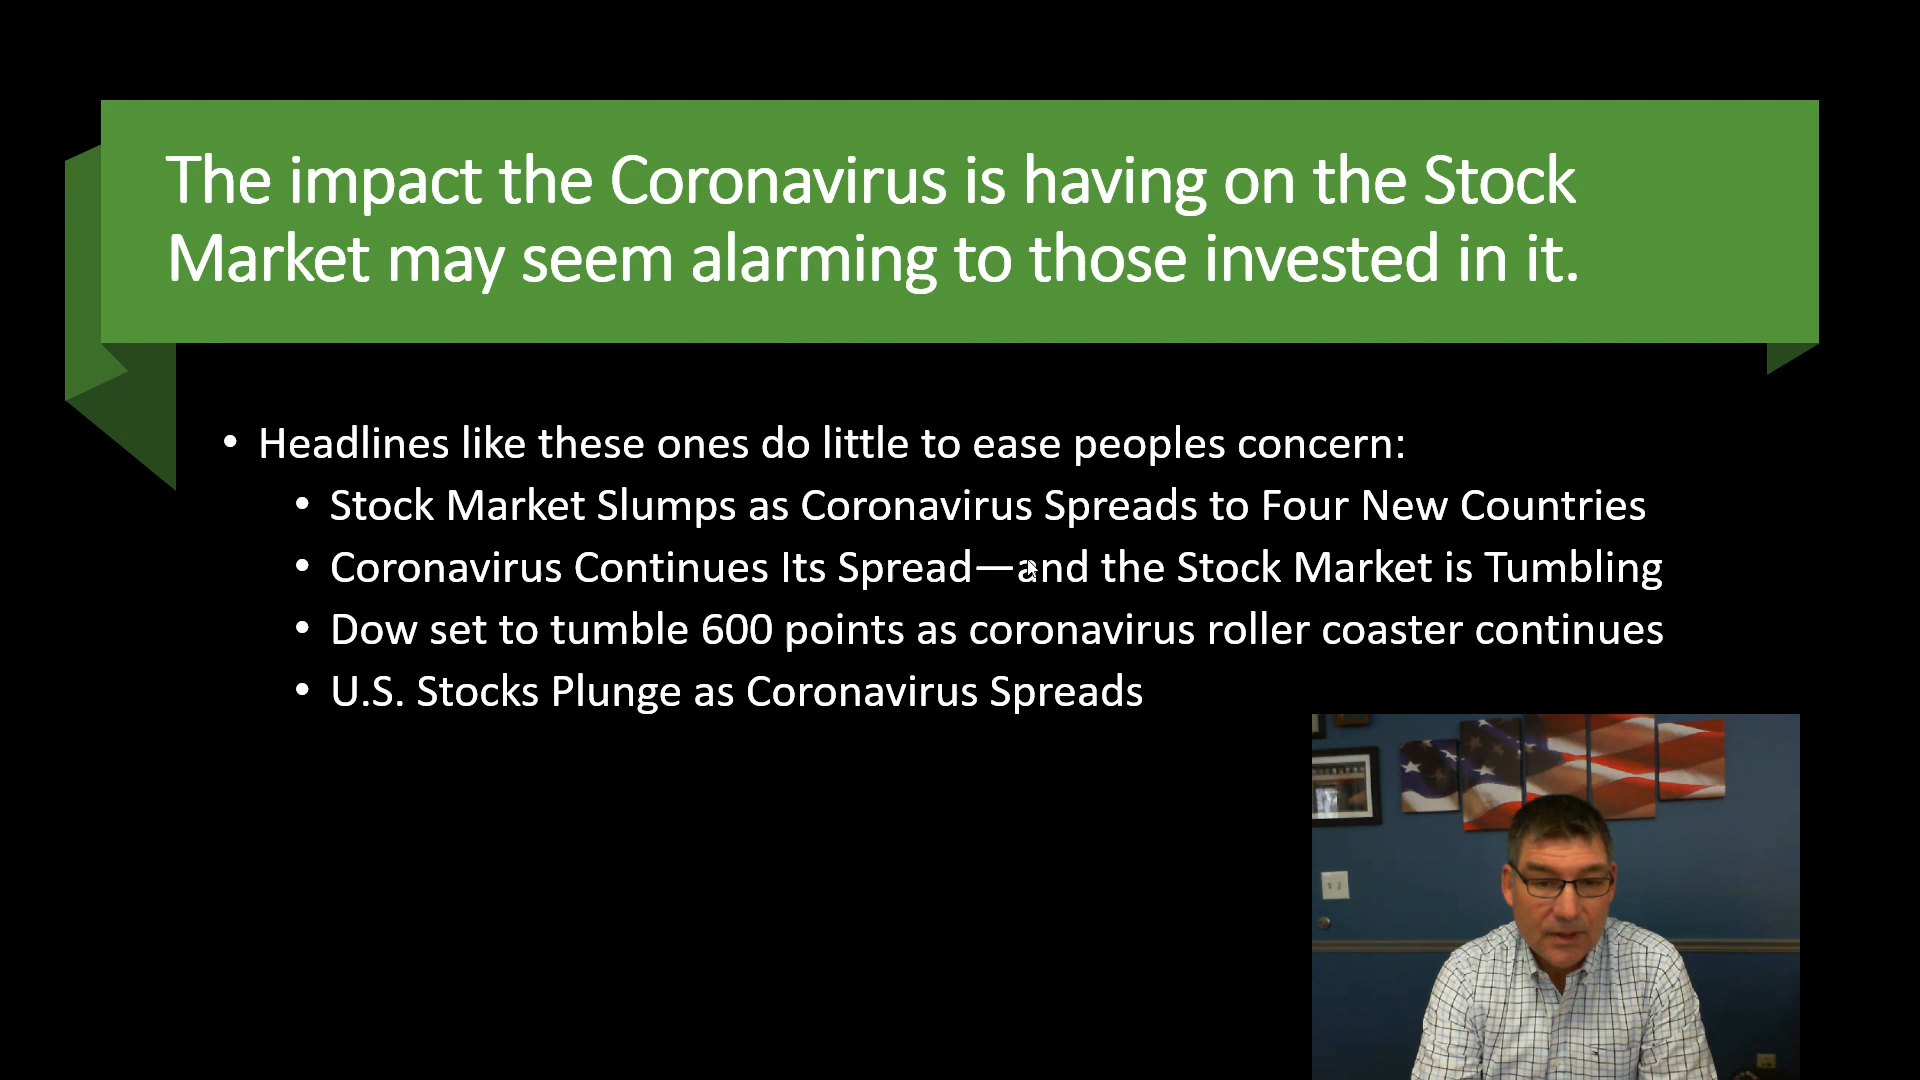 The impact the Coronavirus is having on the Stock
Market may seem alarming to those invested in it.
• Headlines like these ones do little to ease peoples concern:
• Stock Market Slumps as Coronavirus Spreads to Four New Countries
• Coronavirus Continues Its Spread—and the Stock Market is Tumbling
• Dow set to tumble 600 points as coronavirus roller coaster continues
• U.S. Stocks Plunge as Coronavirus Spreads